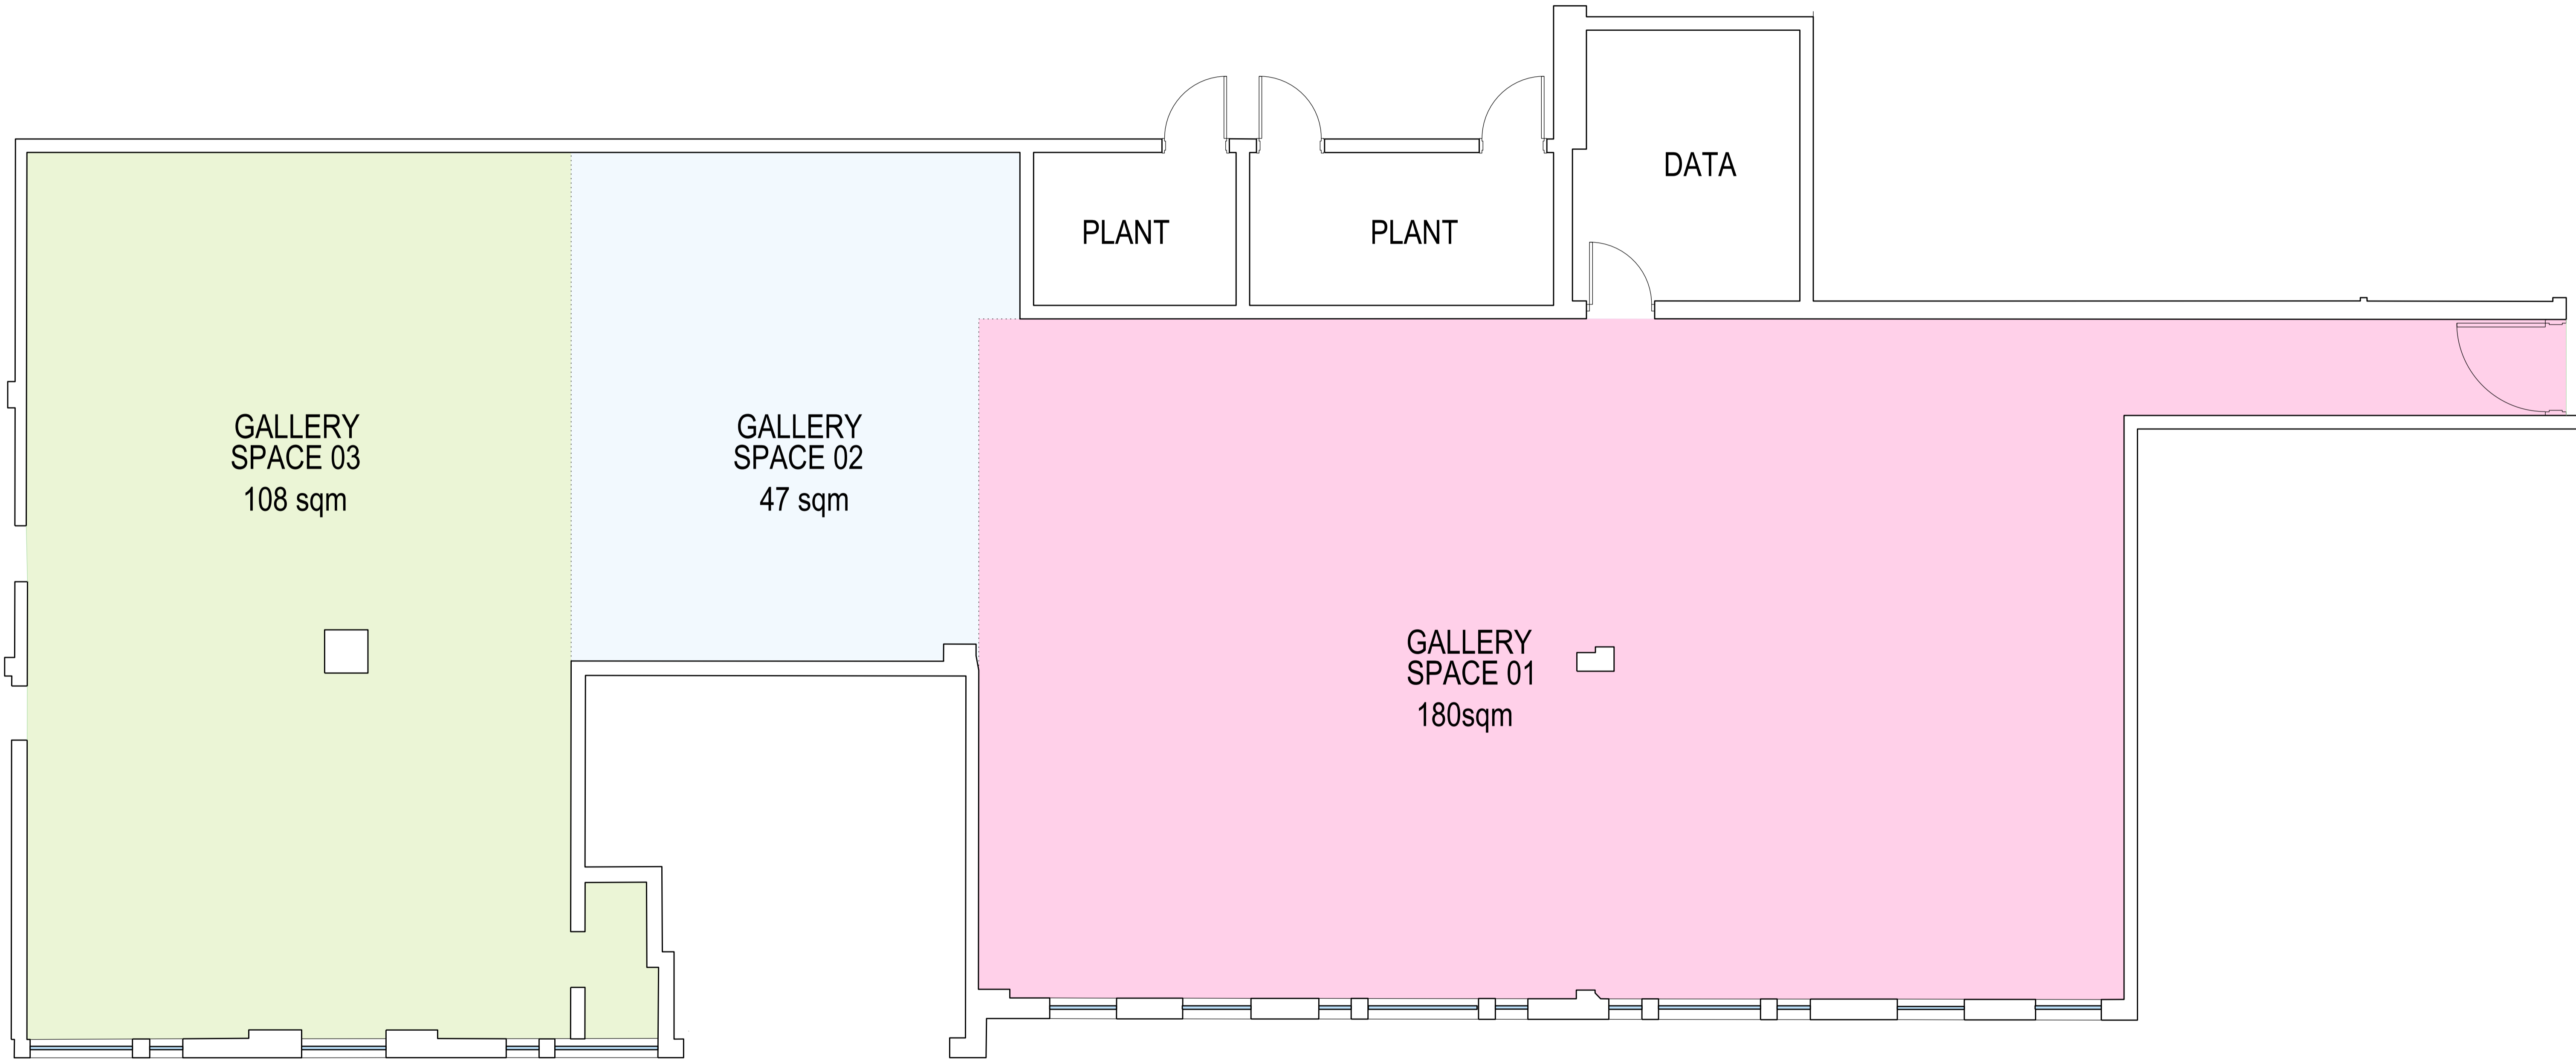 DATA
PLANT
PLANT
GALLERY
SPACE 03
108 sqm
GALLERY
SPACE 02
47 sqm
GALLERY
SPACE 01
180sqm